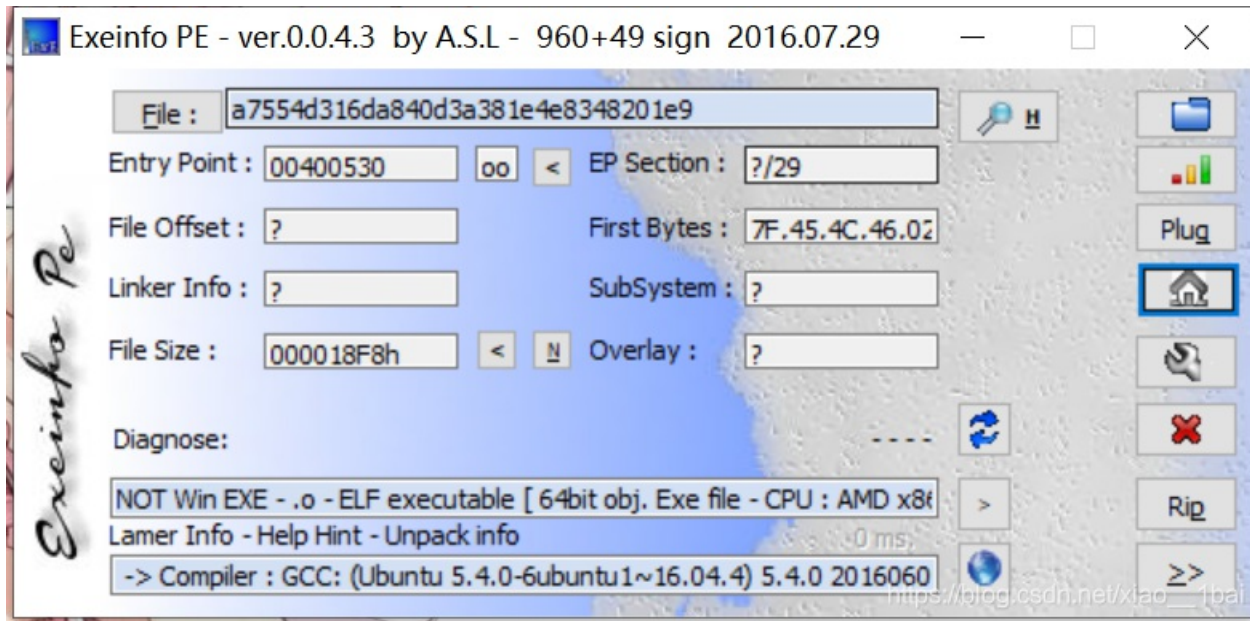 Exeinfo PE - ver.0.0.4.3 by A.S.L - 960+49 sign 2016.07.29
File : a7554d316da840d3a381e4e8348201e9 H
Entry Point : 00400530 oo < EP Section : ?/29
File Offset : ? First Bytes : 7F.45.4C.46.02 Plug
Linker Info : ? SubSystem : ?
File Size : 000018F8h < N Overlay : ?
Exeinfo Pe
Diagnose: ----
NOT Win EXE - .o - ELF executable [ 64bit obj. Exe file - CPU : AMD x86 > Rip
Lamer Info - Help Hint - Unpack info 0 ms.
-> Compiler : GCC: (Ubuntu 5.4.0-6ubuntu1~16.04.4) 5.4.0 2016060 >>
https://blog.csdn.net/xiao__1bai